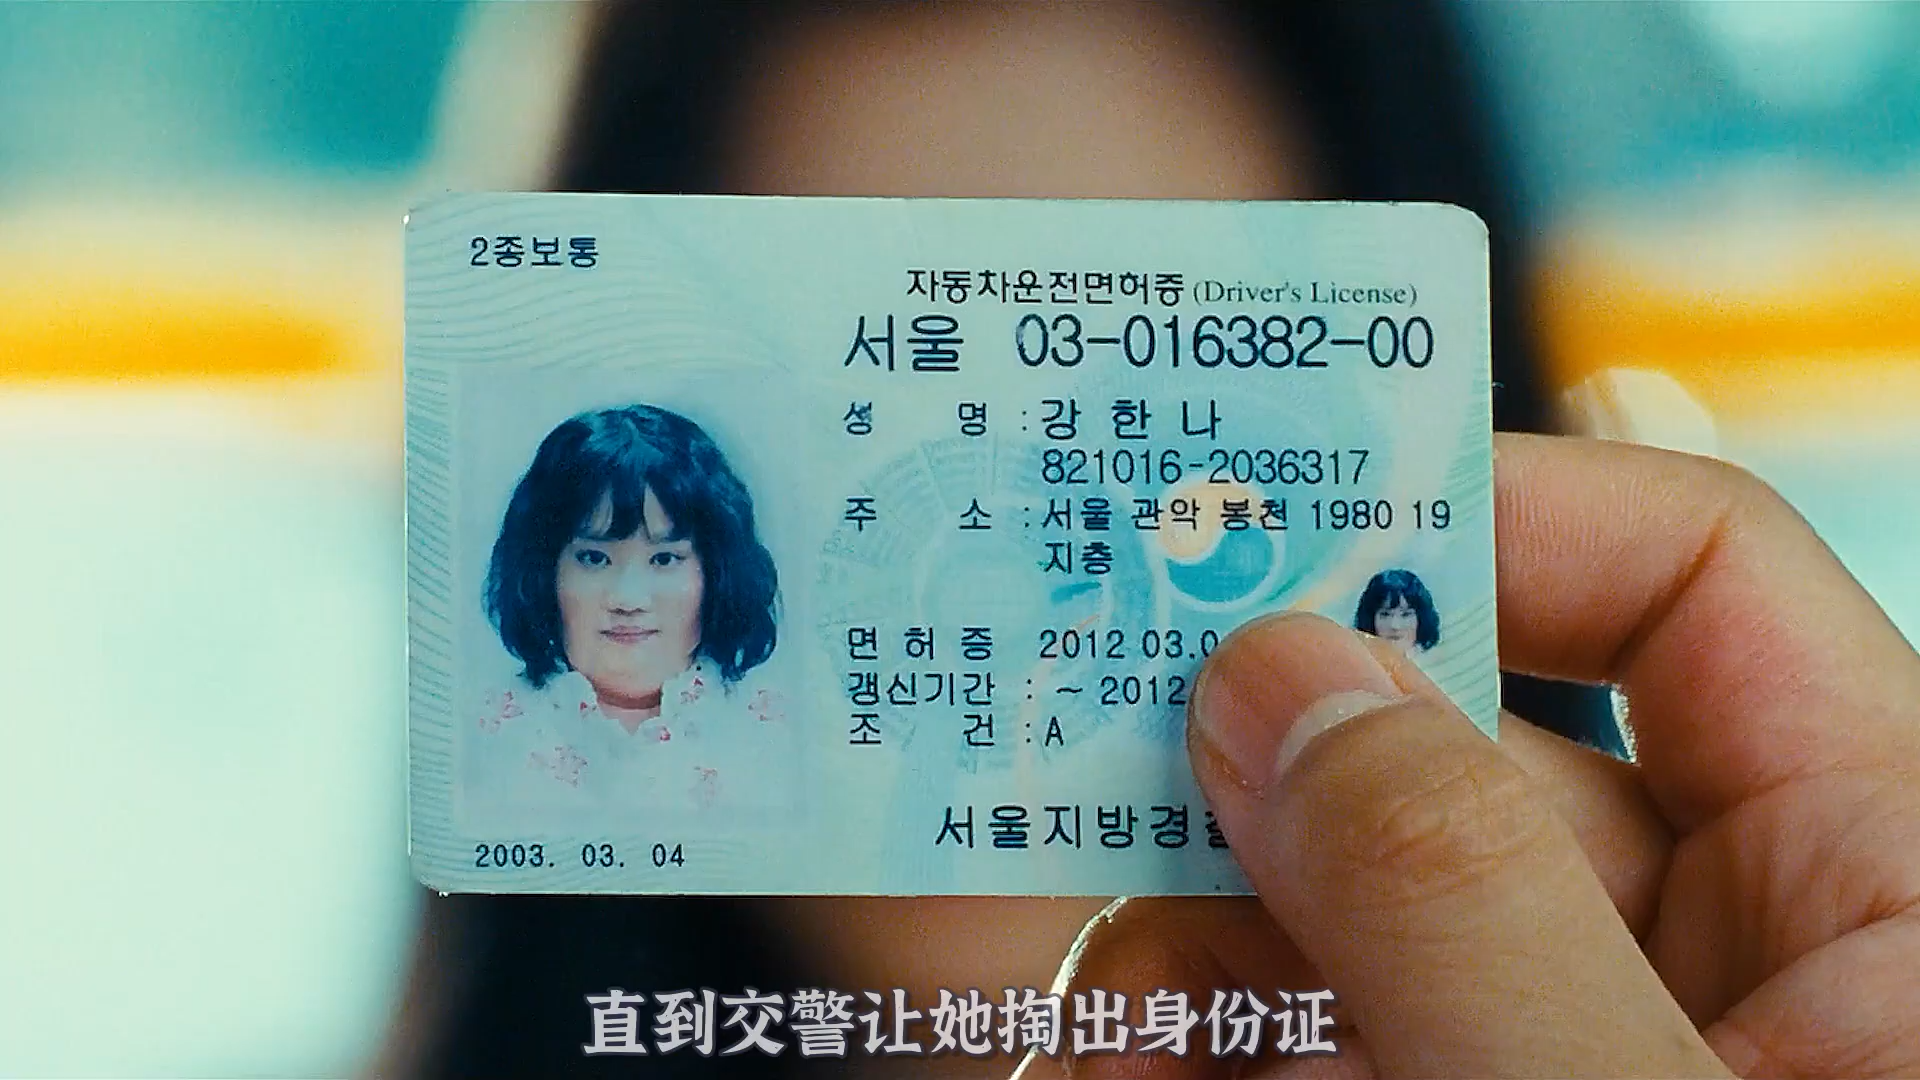 2종보통
자동차운전면허증 (Driver's License)
서울 03-016382-00
성 명 : 강 한 나
821016-2036317
주 소 : 서울 관악 봉천 1980 19
지층
면 허 증 2012 03.0
갱신기간 : ~ 2012
조 건 : A
서울지방경찰
2003. 03. 04
直到交警让她掏出身份证